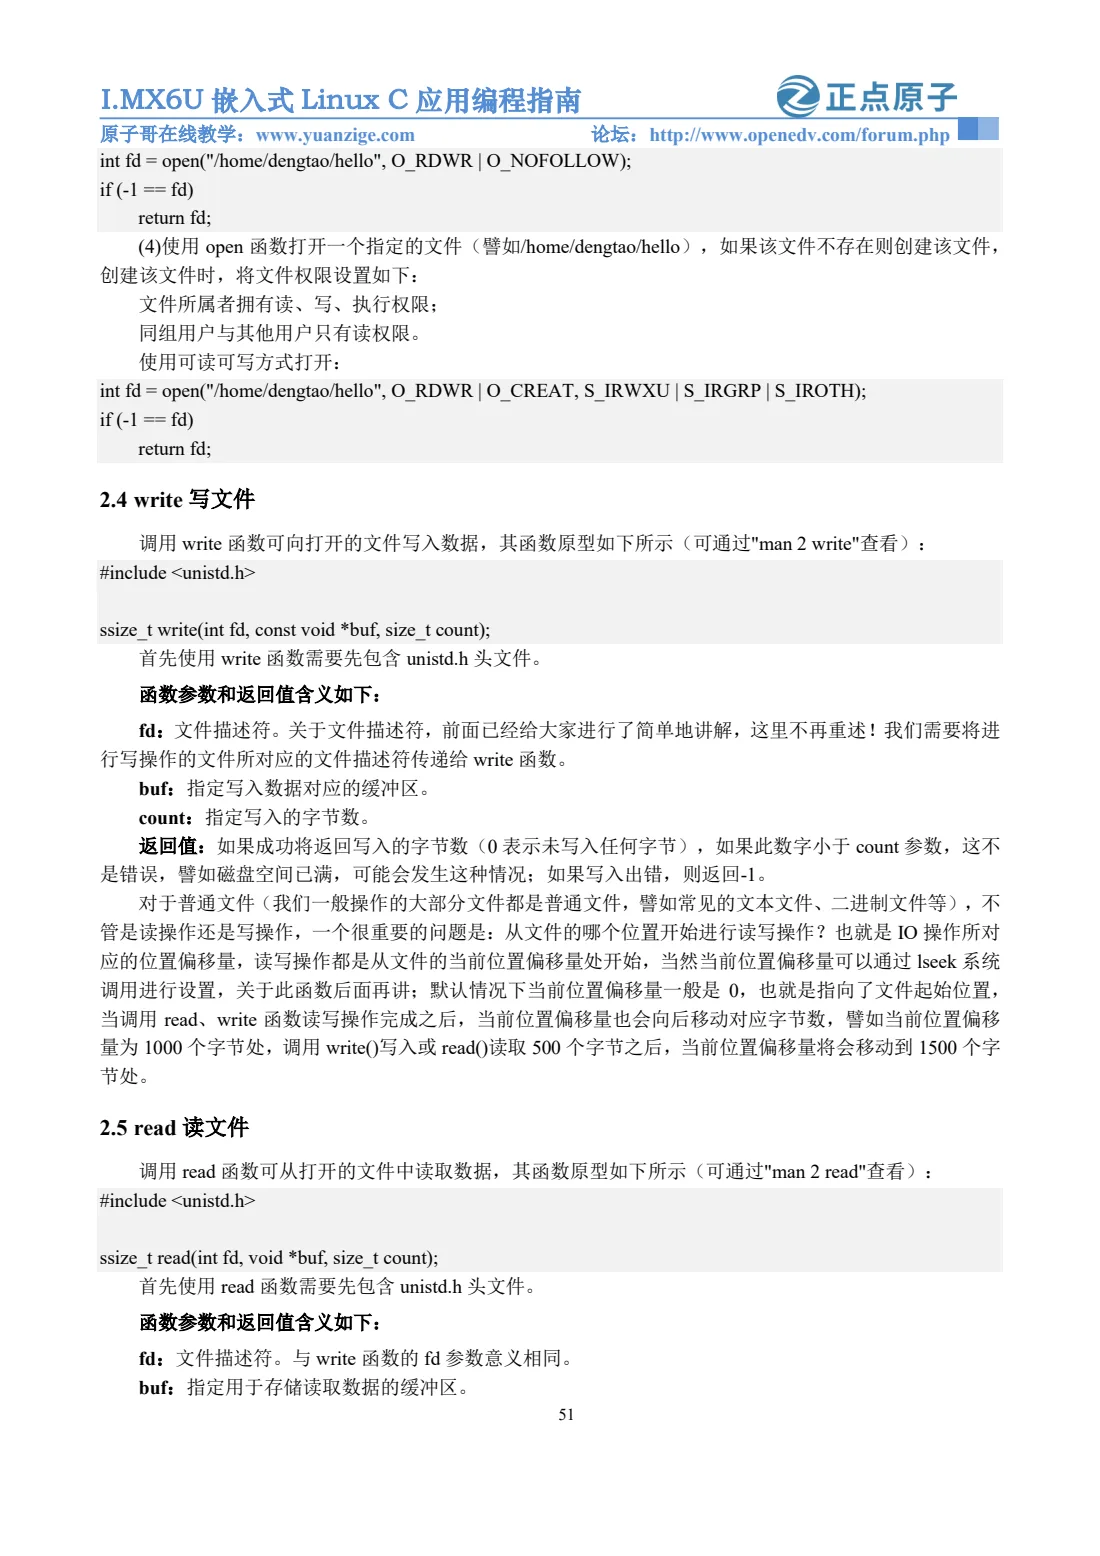 I.MX6U 嵌入式 Linux C 应用编程指南
正点原子
原子哥在线教学：www.yuanzige.com 论坛：http://www.openedv.com/forum.php
int fd = open("/home/dengtao/hello", O_RDWR | O_NOFOLLOW);
if (-1 == fd)
return fd;
(4)使用 open 函数打开一个指定的文件（譬如/home/dengtao/hello），如果该文件不存在则创建该文件，
创建该文件时，将文件权限设置如下：
文件所属者拥有读、写、执行权限；
同组用户与其他用户只有读权限。
使用可读可写方式打开：
int fd = open("/home/dengtao/hello", O_RDWR | O_CREAT, S_IRWXU | S_IRGRP | S_IROTH);
if (-1 == fd)
return fd;
2.4 write 写文件
调用 write 函数可向打开的文件写入数据，其函数原型如下所示（可通过"man 2 write"查看）：
#include <unistd.h>
ssize_t write(int fd, const void *buf, size_t count);
首先使用 write 函数需要先包含 unistd.h 头文件。
函数参数和返回值含义如下：
fd：文件描述符。关于文件描述符，前面已经给大家进行了简单地讲解，这里不再重述！我们需要将进
行写操作的文件所对应的文件描述符传递给 write 函数。
buf：指定写入数据对应的缓冲区。
count：指定写入的字节数。
返回值：如果成功将返回写入的字节数（0 表示未写入任何字节），如果此数字小于 count 参数，这不
是错误，譬如磁盘空间已满，可能会发生这种情况；如果写入出错，则返回-1。
对于普通文件（我们一般操作的大部分文件都是普通文件，譬如常见的文本文件、二进制文件等），不
管是读操作还是写操作，一个很重要的问题是：从文件的哪个位置开始进行读写操作？也就是 IO 操作所对
应的位置偏移量，读写操作都是从文件的当前位置偏移量处开始，当然当前位置偏移量可以通过 lseek 系统
调用进行设置，关于此函数后面再讲；默认情况下当前位置偏移量一般是 0，也就是指向了文件起始位置，
当调用 read、write 函数读写操作完成之后，当前位置偏移量也会向后移动对应字节数，譬如当前位置偏移
量为 1000 个字节处，调用 write()写入或 read()读取 500 个字节之后，当前位置偏移量将会移动到 1500 个字
节处。
2.5 read 读文件
调用 read 函数可从打开的文件中读取数据，其函数原型如下所示（可通过"man 2 read"查看）：
#include <unistd.h>
ssize_t read(int fd, void *buf, size_t count);
首先使用 read 函数需要先包含 unistd.h 头文件。
函数参数和返回值含义如下：
fd：文件描述符。与 write 函数的 fd 参数意义相同。
buf：指定用于存储读取数据的缓冲区。
51